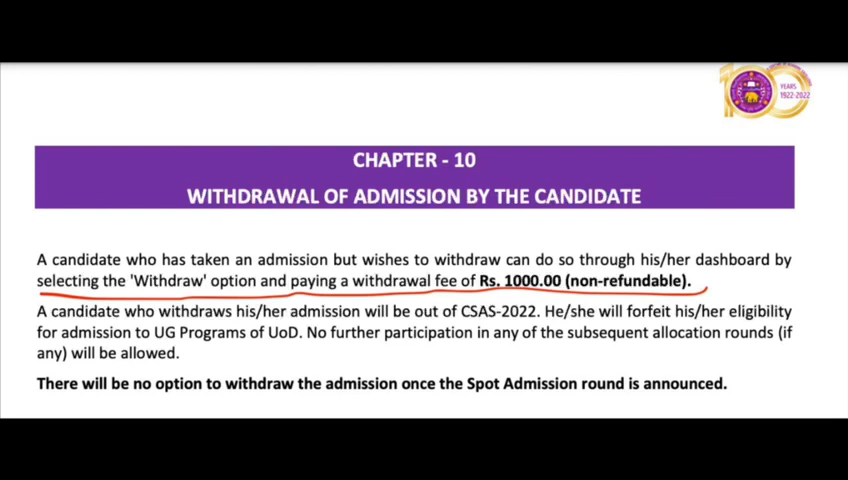 YEARS
1922-2022
CHAPTER - 10
WITHDRAWAL OF ADMISSION BY THE CANDIDATE
A candidate who has taken an admission but wishes to withdraw can do so through his/her dashboard by
selecting the 'Withdraw' option and paying a withdrawal fee of Rs. 1000.00 (non-refundable).
A candidate who withdraws his/her admission will be out of CSAS-2022. He/she will forfeit his/her eligibility
for admission to UG Programs of UoD. No further participation in any of the subsequent allocation rounds (if
any) will be allowed.
There will be no option to withdraw the admission once the Spot Admission round is announced.